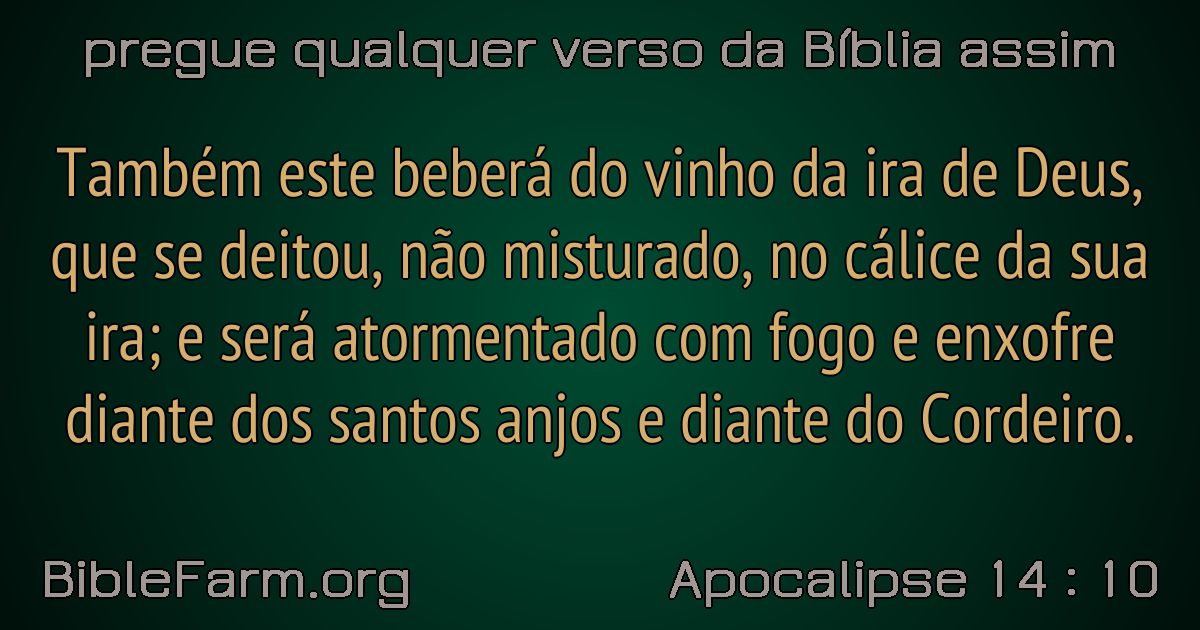 pregue qualquer verso da Bíblia assim
Também este beberá do vinho da ira de Deus,
que se deitou, não misturado, no cálice da sua
ira; e será atormentado com fogo e enxofre
diante dos santos anjos e diante do Cordeiro.
BibleFarm.org
Apocalipse 14 : 10